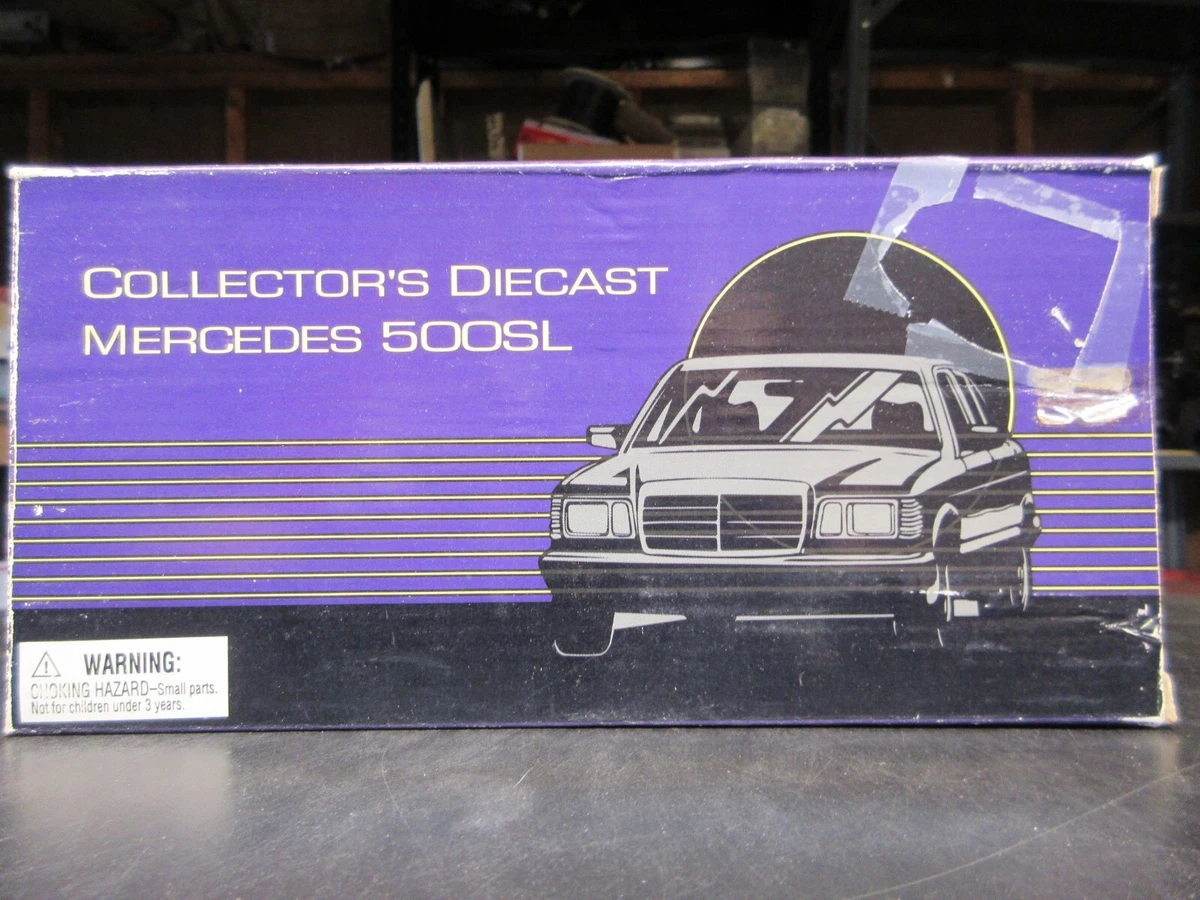 COLLECTOR'S DIECAST
MERCEDES 500SL
WARNING:
CHOKING HAZARD–Small parts.
Not for children under 3 years.